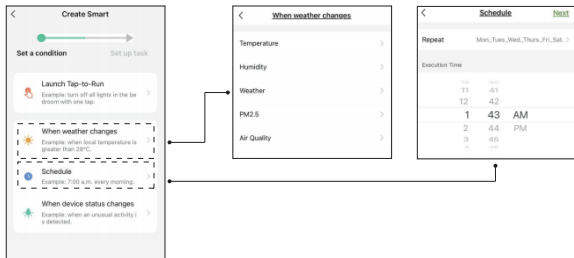 Create Smart
Set a condition
Set up task
Launch Tap-to-Run
Example: turn off all lights in the be
droom with one tap.
When weather changes
Example: when local temperature is
greater than 28°C.
Schedule
Example: 7:00 a.m. every morning.
When device status changes
Example: when an unusual activity i
s detected.
When weather changes
Temperature
Humidity
Weather
PM2.5
Air Quality
Schedule
Next
Repeat
Mon, Tues, Wed, Thurs, Fri, Sat,
Execution Time
11 41
12 42
1 43 AM
2 44 PM
3 45